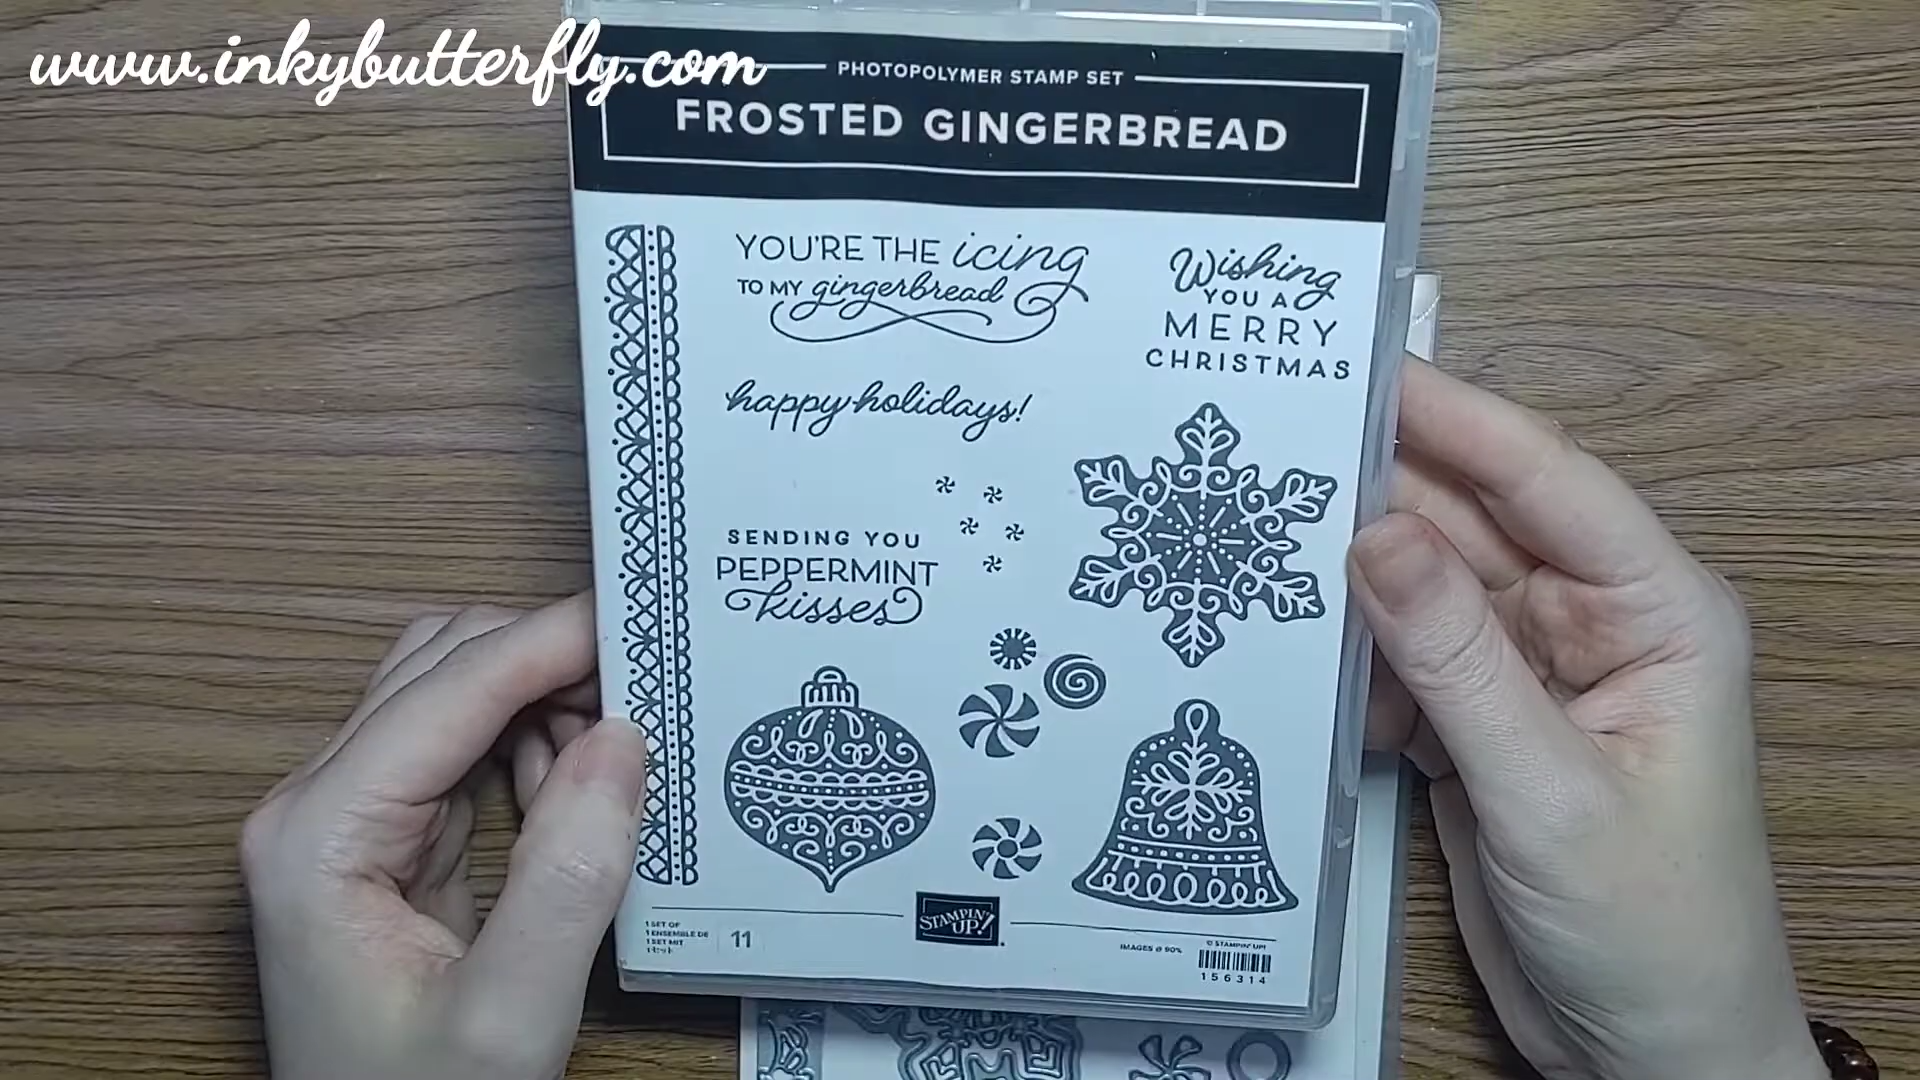 www.inkybutterfly.com
PHOTOPOLYMER STAMP SET
FROSTED GINGERBREAD
YOU'RE THE icing
TO MY gingerbread
Wishing
YOU A
MERRY
CHRISTMAS
happy holidays!
SENDING YOU
PEPPERMINT
kisses
1 SET OF
1 ENSEMBLE DE
1 SET MIT
11
STAMPIN'
UP!
IMAGES @ 90%
© STAMPIN' UP!
156314